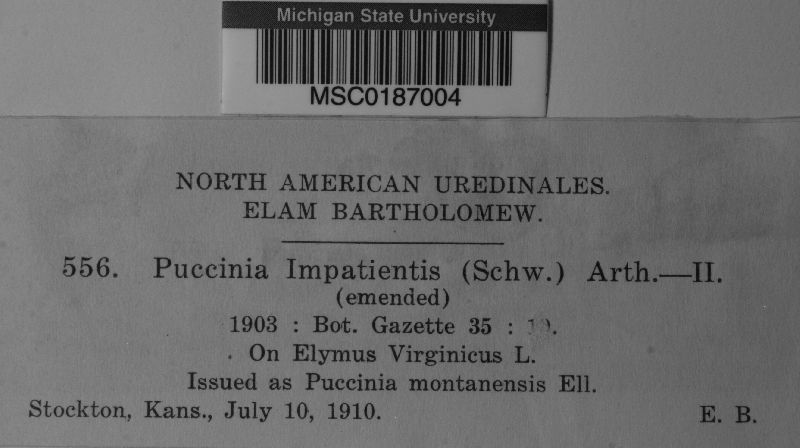 Michigan State University
MSC0187004
NORTH AMERICAN UREDINALES.
ELAM BARTHOLOMEW.
556. Puccinia Impatientis (Schw.) Arth.—II.
(emended)
1903 : Bot. Gazette 35 :
On Elymus Virginicus L.
Issued as Puccinia montanensis Ell.
Stockton, Kans., July 10, 1910. E. B.